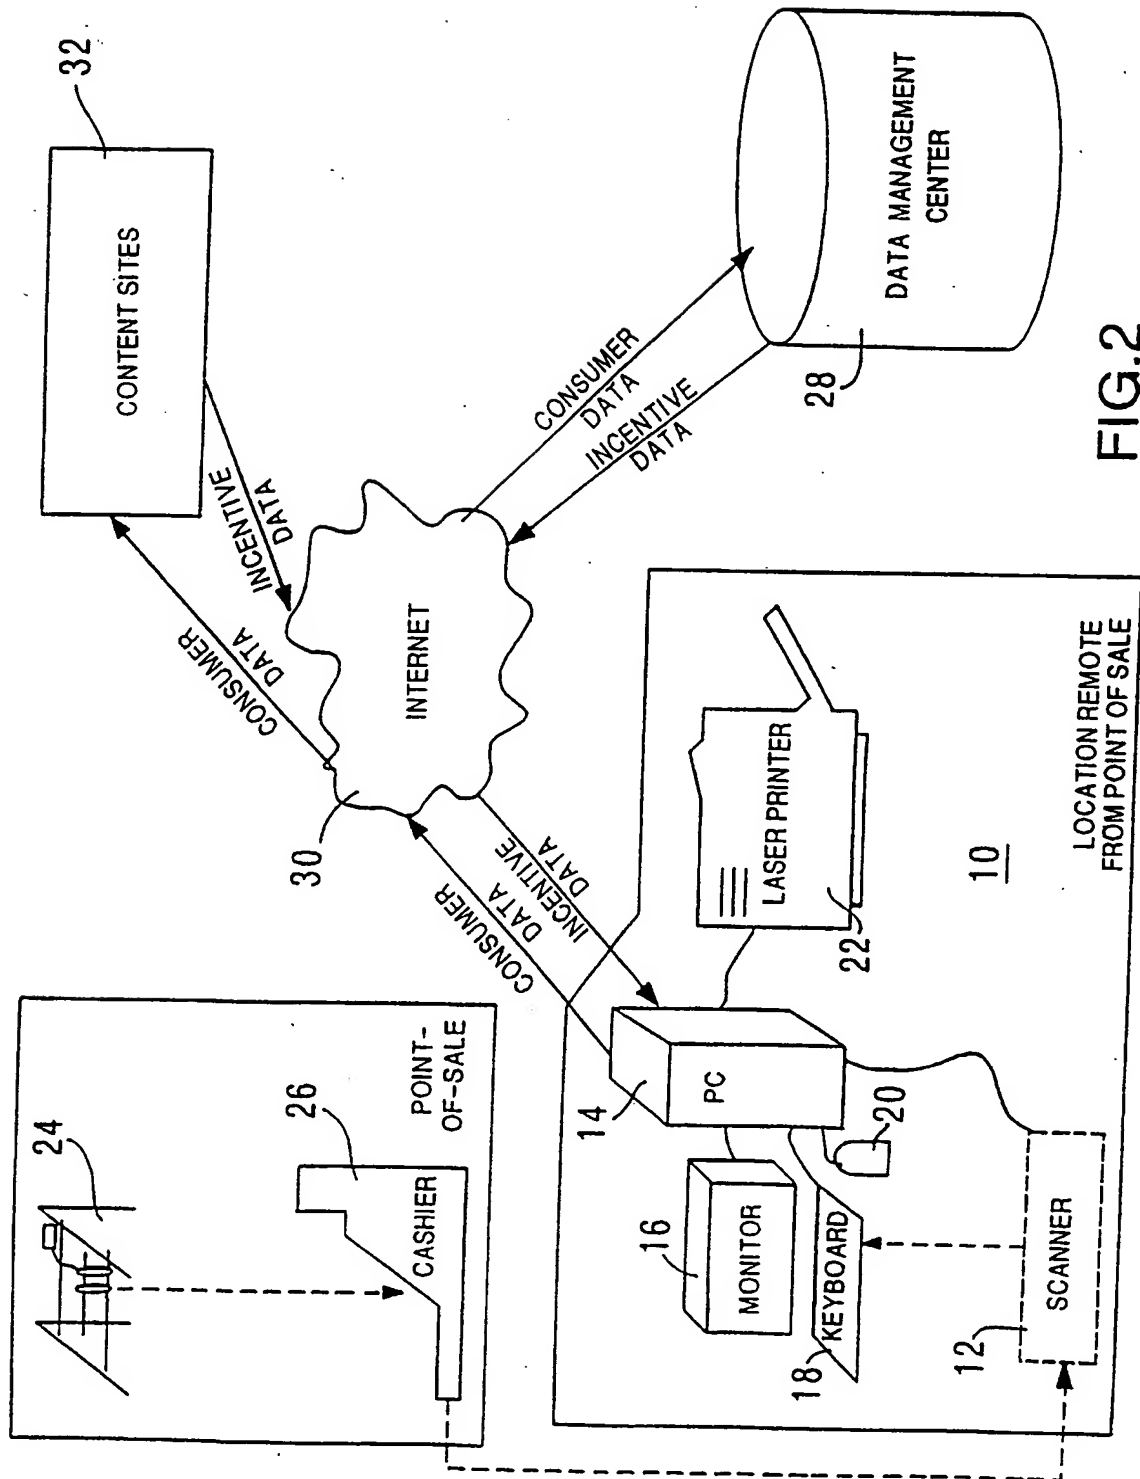 24
26
CASHIER
POINT-
OF-SALE
CONTENT SITES
32
CONSUMER
DATA
INCENTIVE
DATA
30
INTERNET
CONSUMER
DATA
INCENTIVE
DATA
CONSUMER
DATA
INCENTIVE
DATA
28
DATA MANAGEMENT
CENTER
14
PC
16
MONITOR
18
KEYBOARD
20
12
SCANNER
LASER PRINTER
22
10
LOCATION REMOTE
FROM POINT OF SALE
FIG.2